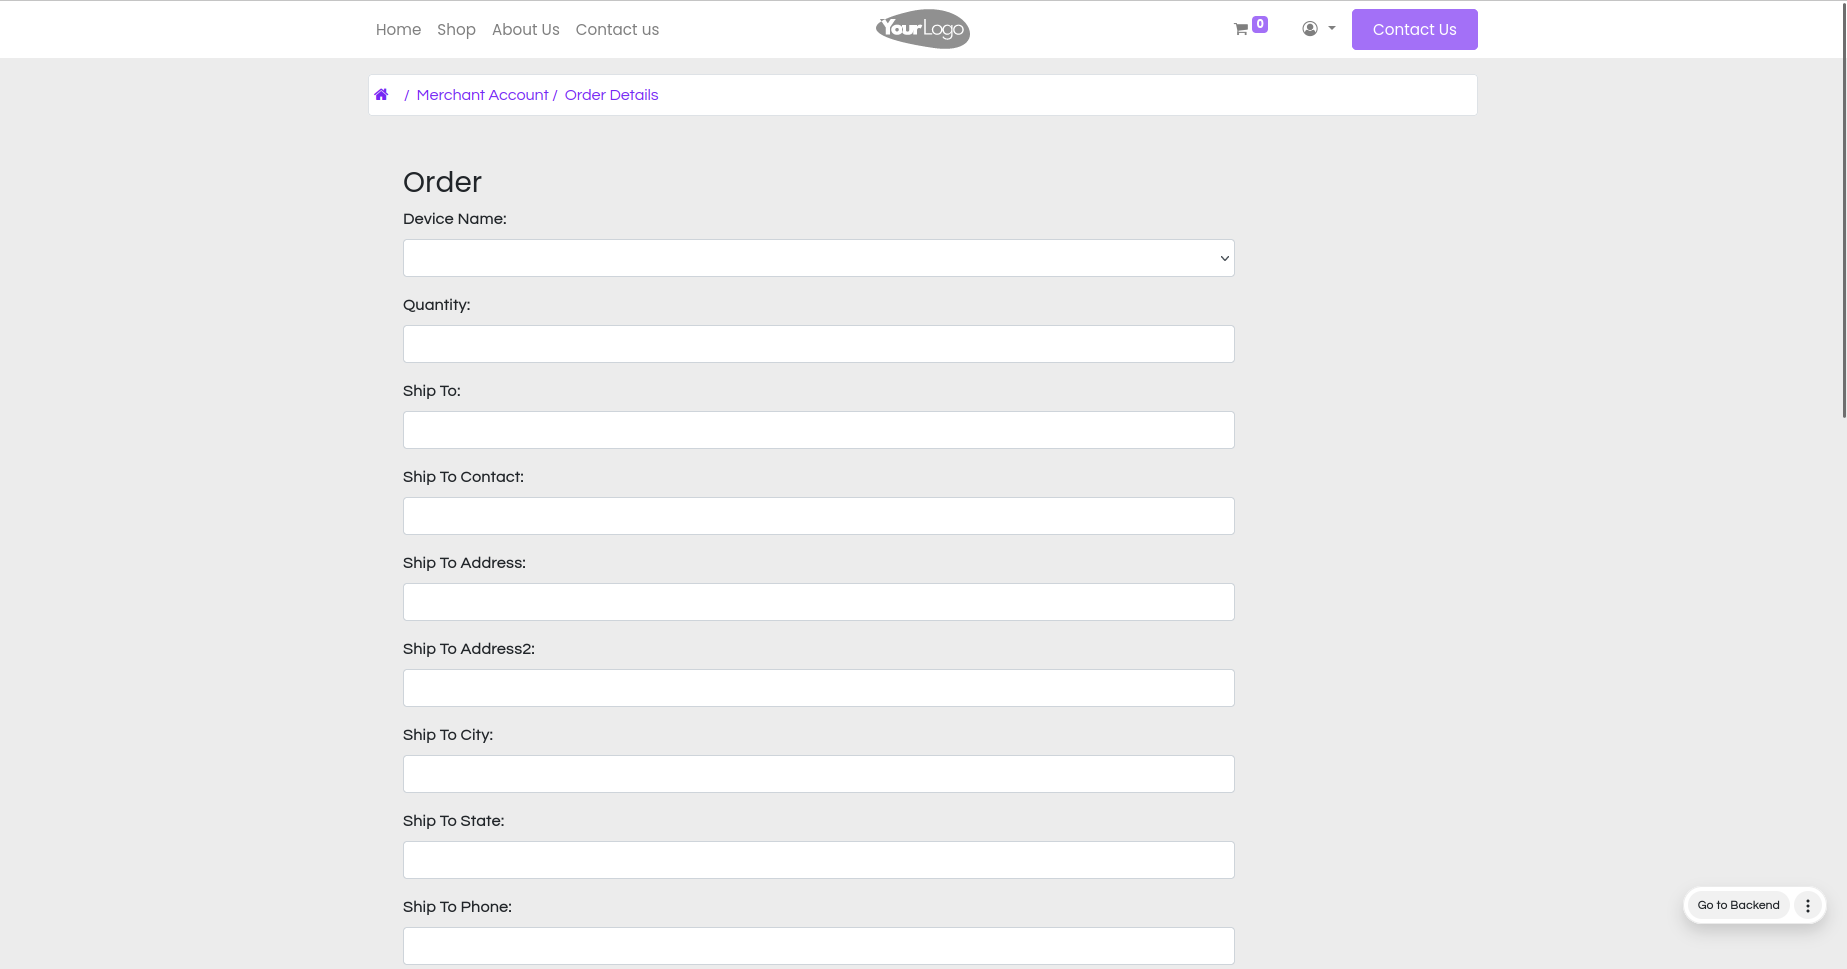 Home Shop About Us Contact us YourLogo 0 Contact Us
/ Merchant Account / Order Details
Order
Device Name:
Quantity:
Ship To:
Ship To Contact:
Ship To Address:
Ship To Address2:
Ship To City:
Ship To State:
Ship To Phone:
Go to Backend